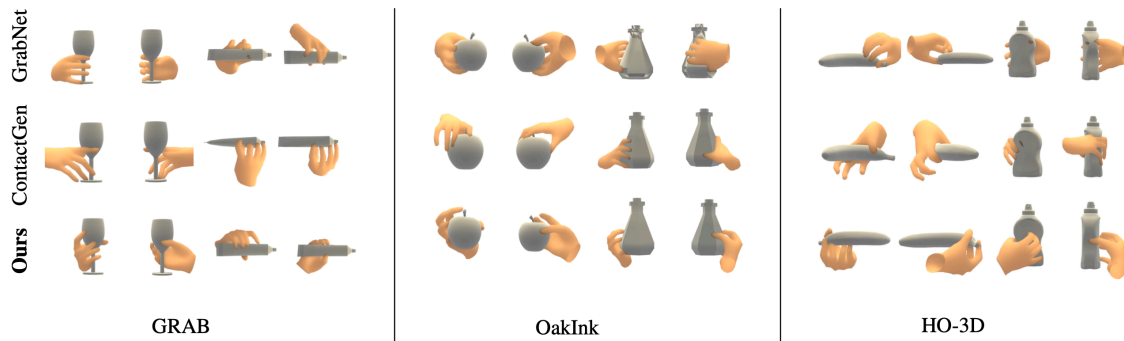 GrabNet
ContactGen
Ours
GRAB
OakInk
HO-3D